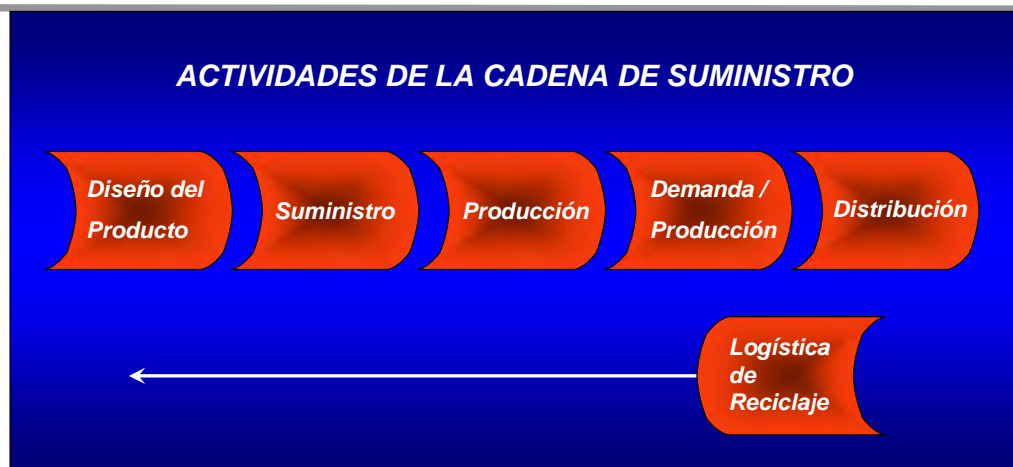 ACTIVIDADES DE LA CADENA DE SUMINISTRO
Diseño del
Producto
Suministro
Producción
Demanda /
Producción
Distribución
Logística
de
Reciclaje